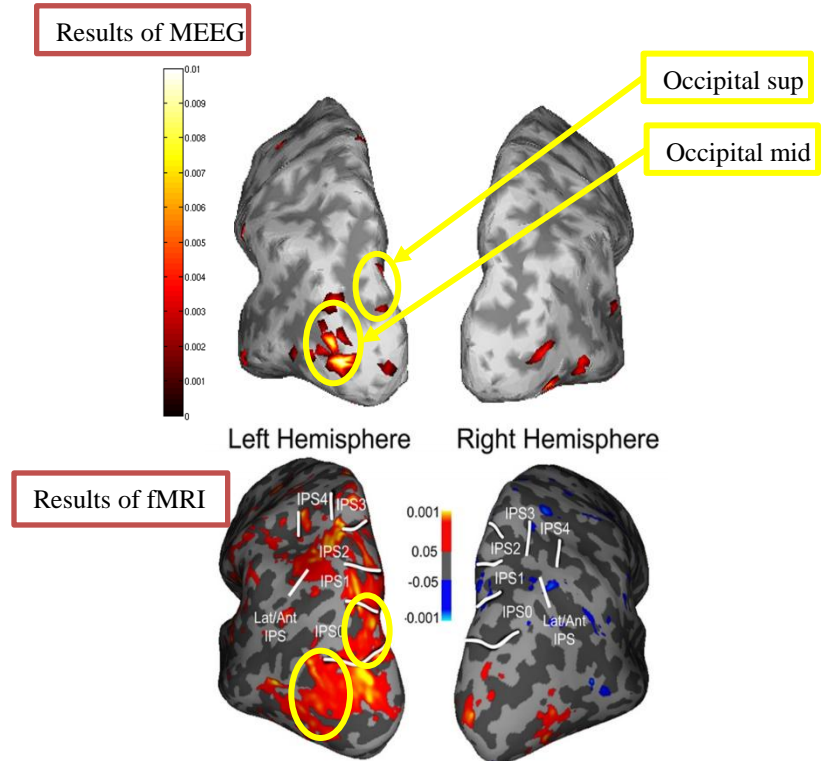 Results of MEEG
0.01
0.009
0.008
0.007
0.006
0.005
0.004
0.003
0.002
0.001
0
Occipital sup
Occipital mid
Left Hemisphere
Right Hemisphere
Results of fMRI
IPS4
IPS3
IPS2
IPS1
Lat/Ant
IPS
IPS0
0.001
0.05
-0.05
-0.001
IPS3
IPS4
IPS2
IPS1
IPS0
Lat/Ant
IPS